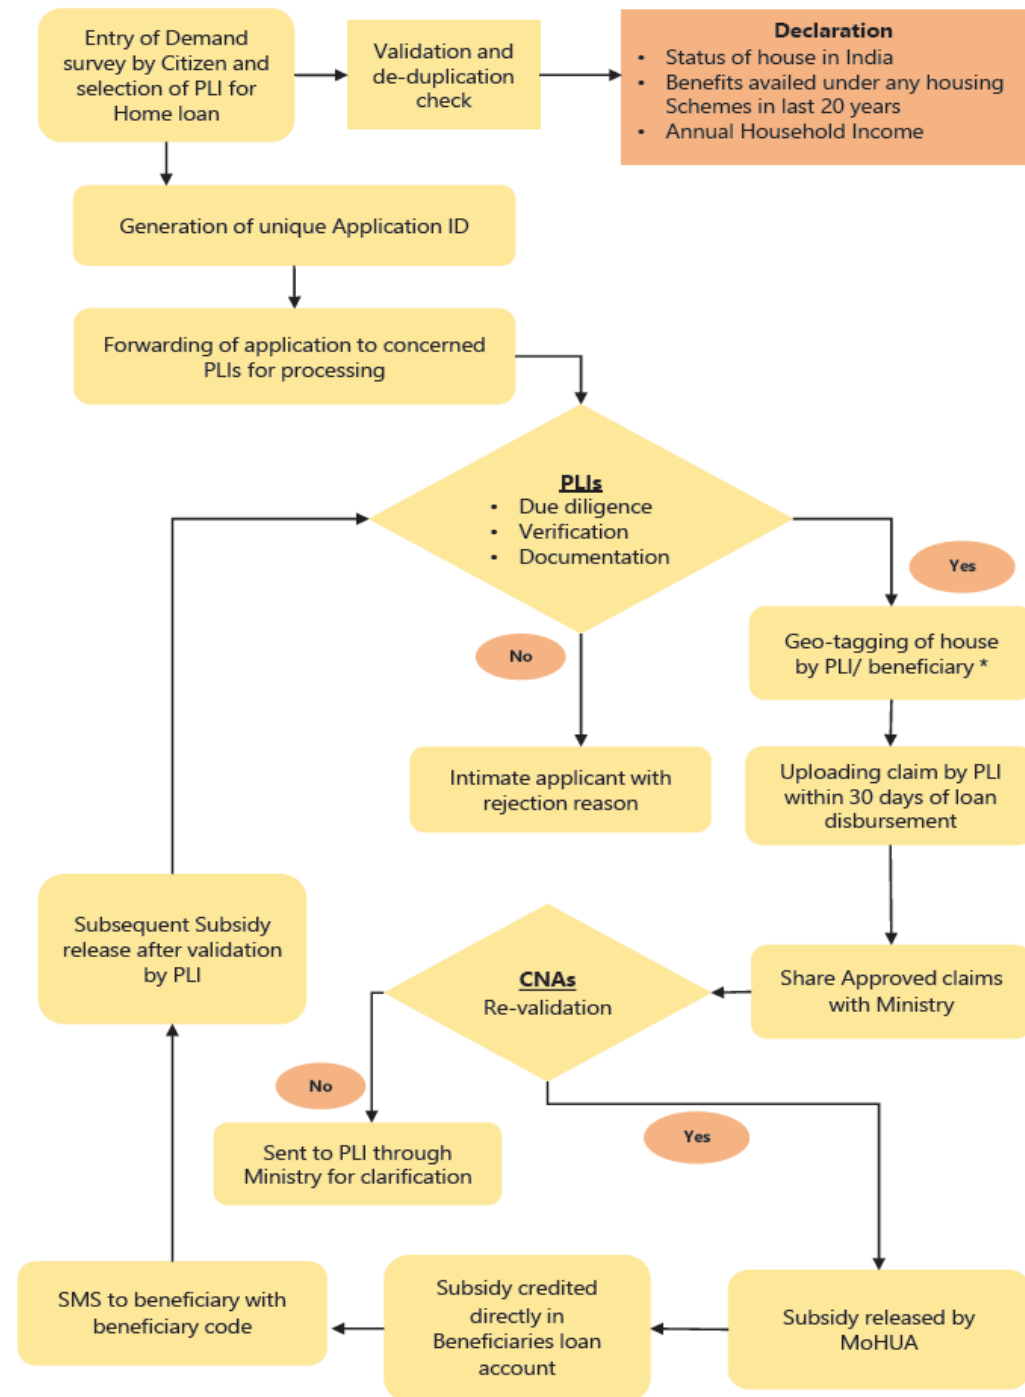 Entry of Demand
survey by Citizen and
selection of PLI for
Home loan
Validation and
de-duplication
check
Declaration
• Status of house in India
• Benefits availed under any housing
Schemes in last 20 years
• Annual Household Income
Generation of unique Application ID
Forwarding of application to concerned
PLIs for processing
PLIs
• Due diligence
• Verification
• Documentation
Yes
No
Geo-tagging of house
by PLI/ beneficiary *
Intimate applicant with
rejection reason
Uploading claim by PLI
within 30 days of loan
disbursement
Subsequent Subsidy
release after validation
by PLI
CNAs
Re-validation
Share Approved claims
with Ministry
No
Yes
Sent to PLI through
Ministry for clarification
SMS to beneficiary with
beneficiary code
Subsidy credited
directly in
Beneficiaries loan
account
Subsidy released by
MoHUA